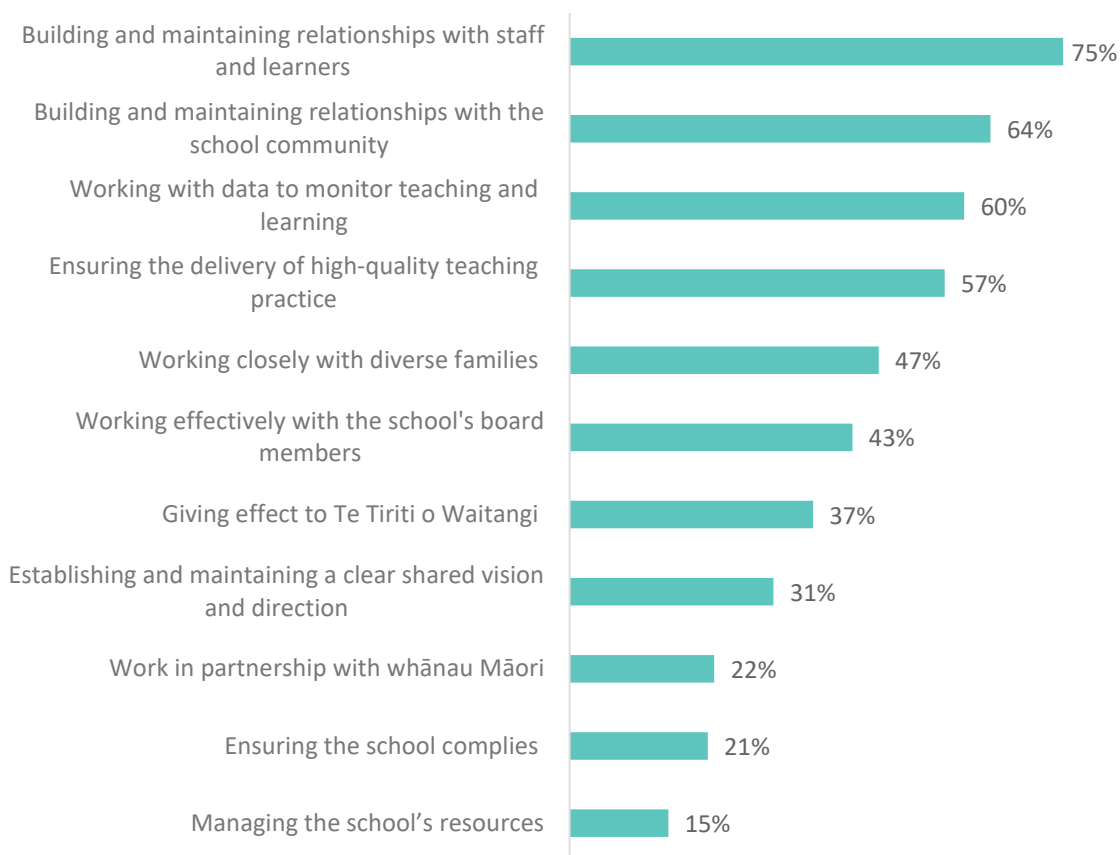 Building and maintaining relationships with staff
and learners
75%
Building and maintaining relationships with the
school community
64%
Working with data to monitor teaching and
learning
60%
Ensuring the delivery of high-quality teaching
practice
57%
Working closely with diverse families
47%
Working effectively with the school's board
members
43%
Giving effect to Te Tiriti o Waitangi
37%
Establishing and maintaining a clear shared vision
and direction
31%
Work in partnership with whānau Māori
22%
Ensuring the school complies
21%
Managing the school’s resources
15%